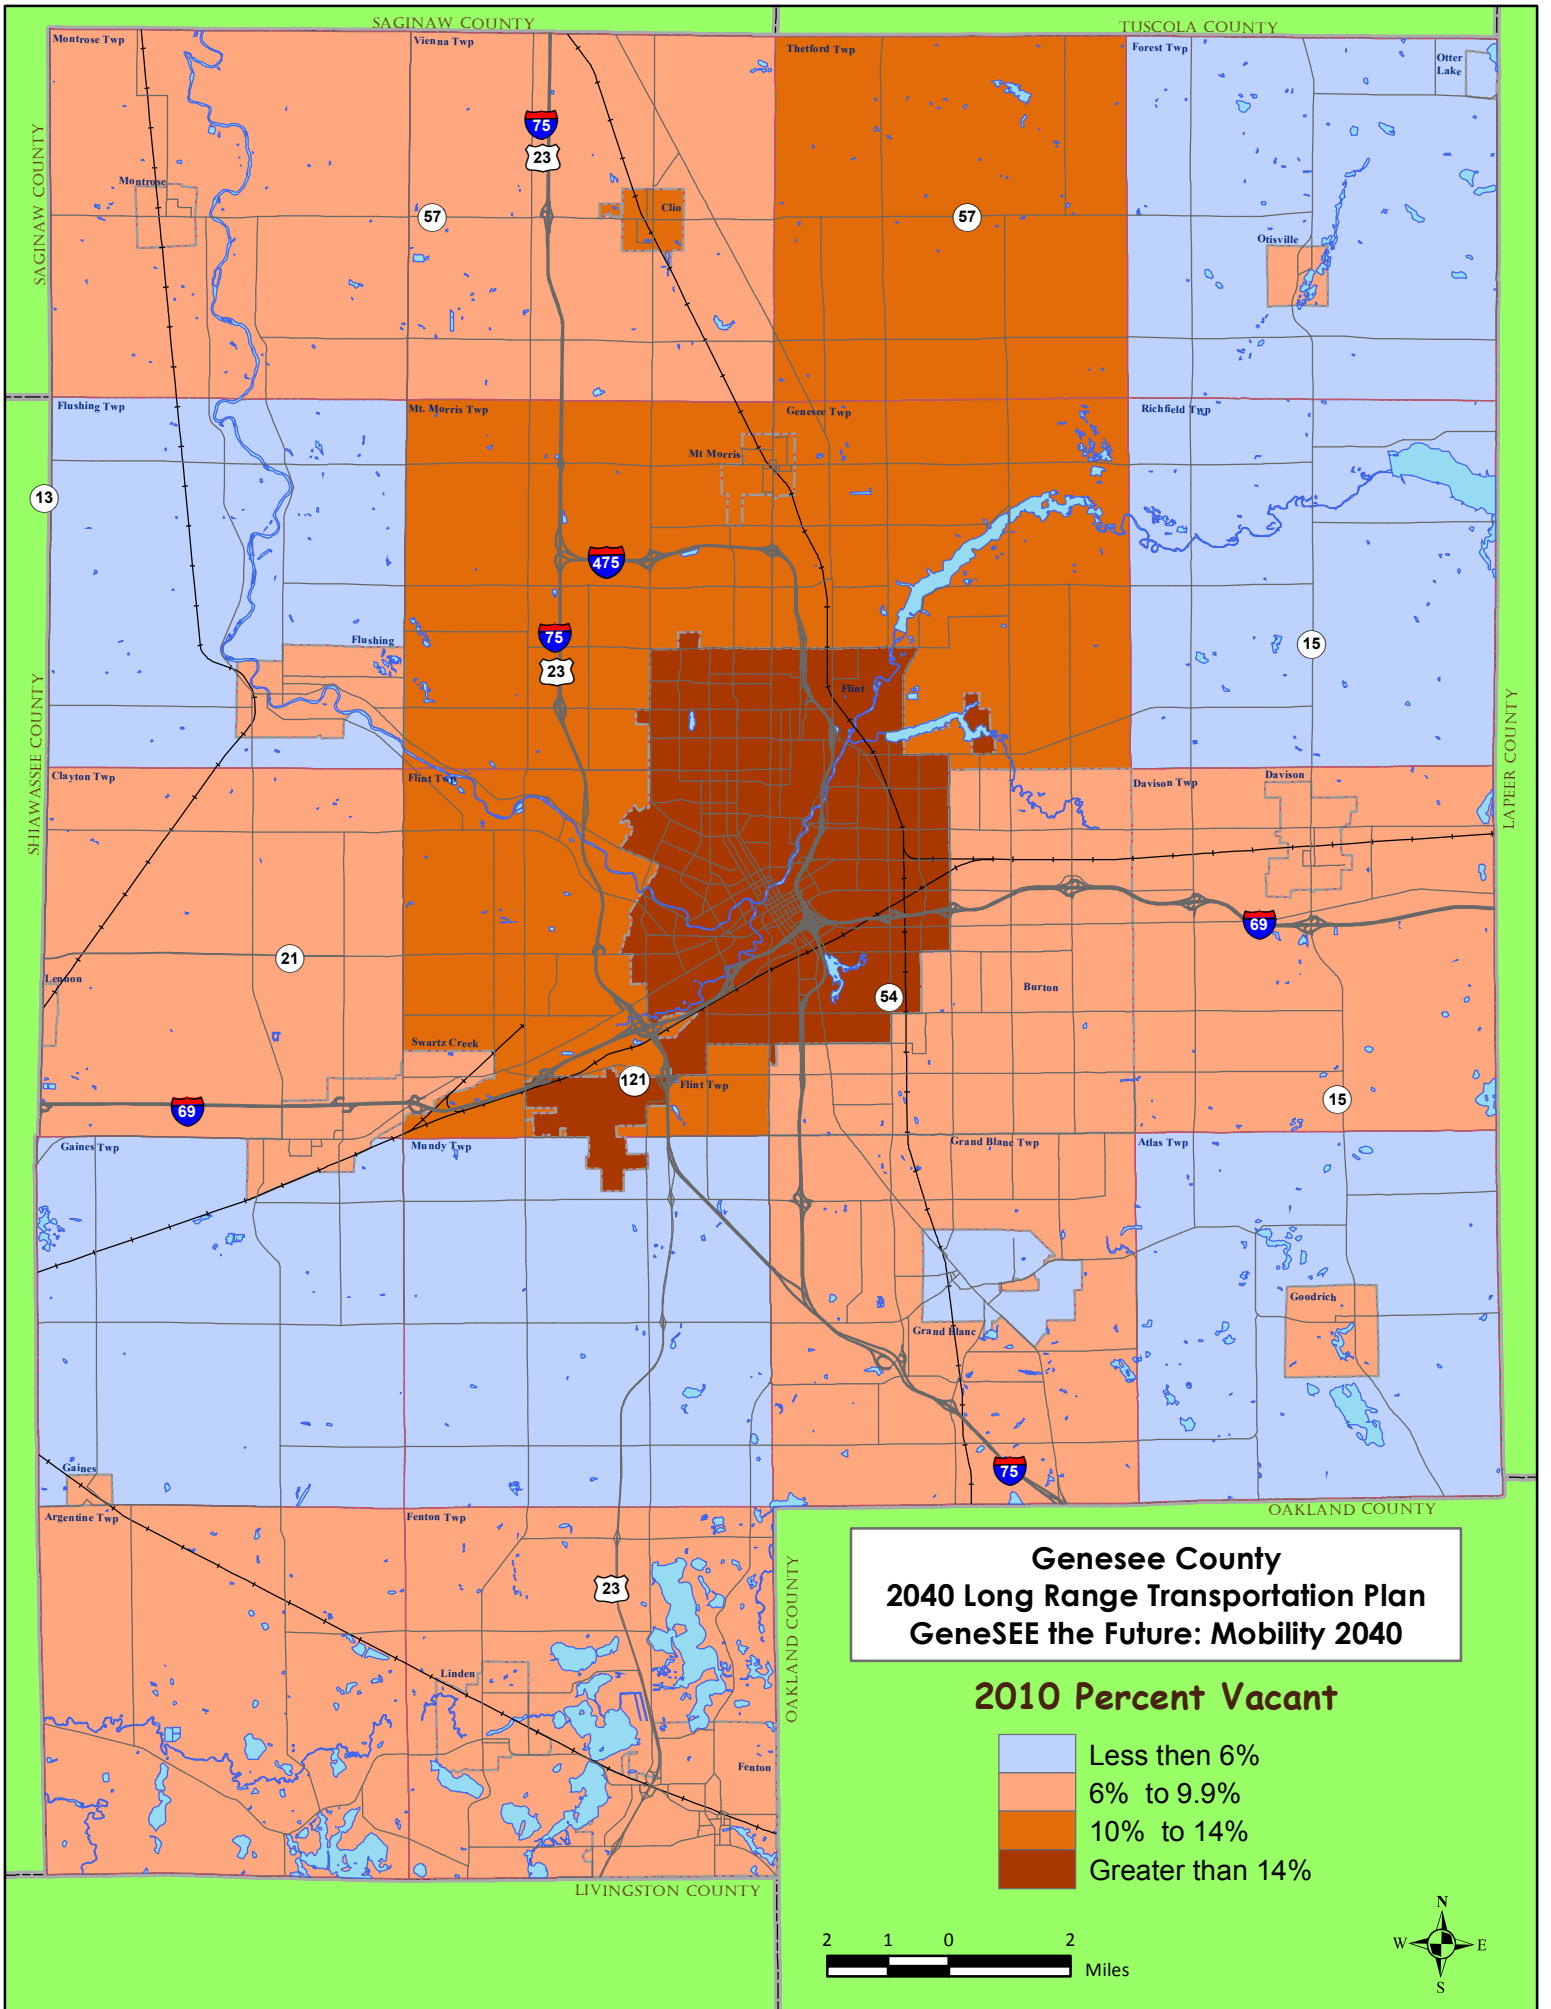 SAGINAW COUNTY
TUSCOLA COUNTY
Montrose Twp
Vienna Twp
Thetford Twp
Forest Twp
Otter
Lake
75
23
SAGINAW COUNTY
Montrose
57
Clio
57
Otisville
Flushing Twp
Mt. Morris Twp
Genesee Twp
Richfield Twp
Mt Morris
13
475
75
23
Flushing
15
Flint
SHIAWASSEE COUNTY
LAPEER COUNTY
Clayton Twp
Flint Twp
Davison Twp
Davison
69
21
Lennon
Burton
54
Swartz Creek
121
Flint Twp
69
15
Gaines Twp
Mundy Twp
Grand Blanc Twp
Atlas Twp
Goodrich
Grand Blanc
Gaines
75
Argentine Twp
Fenton Twp
OAKLAND COUNTY
23
OAKLAND COUNTY
Linden
Fenton
LIVINGSTON COUNTY
Genesee County
2040 Long Range Transportation Plan
GeneSEE the Future: Mobility 2040
2010 Percent Vacant
Less then 6%
6% to 9.9%
10% to 14%
Greater than 14%
2 1 0 2
Miles
N
W E
S